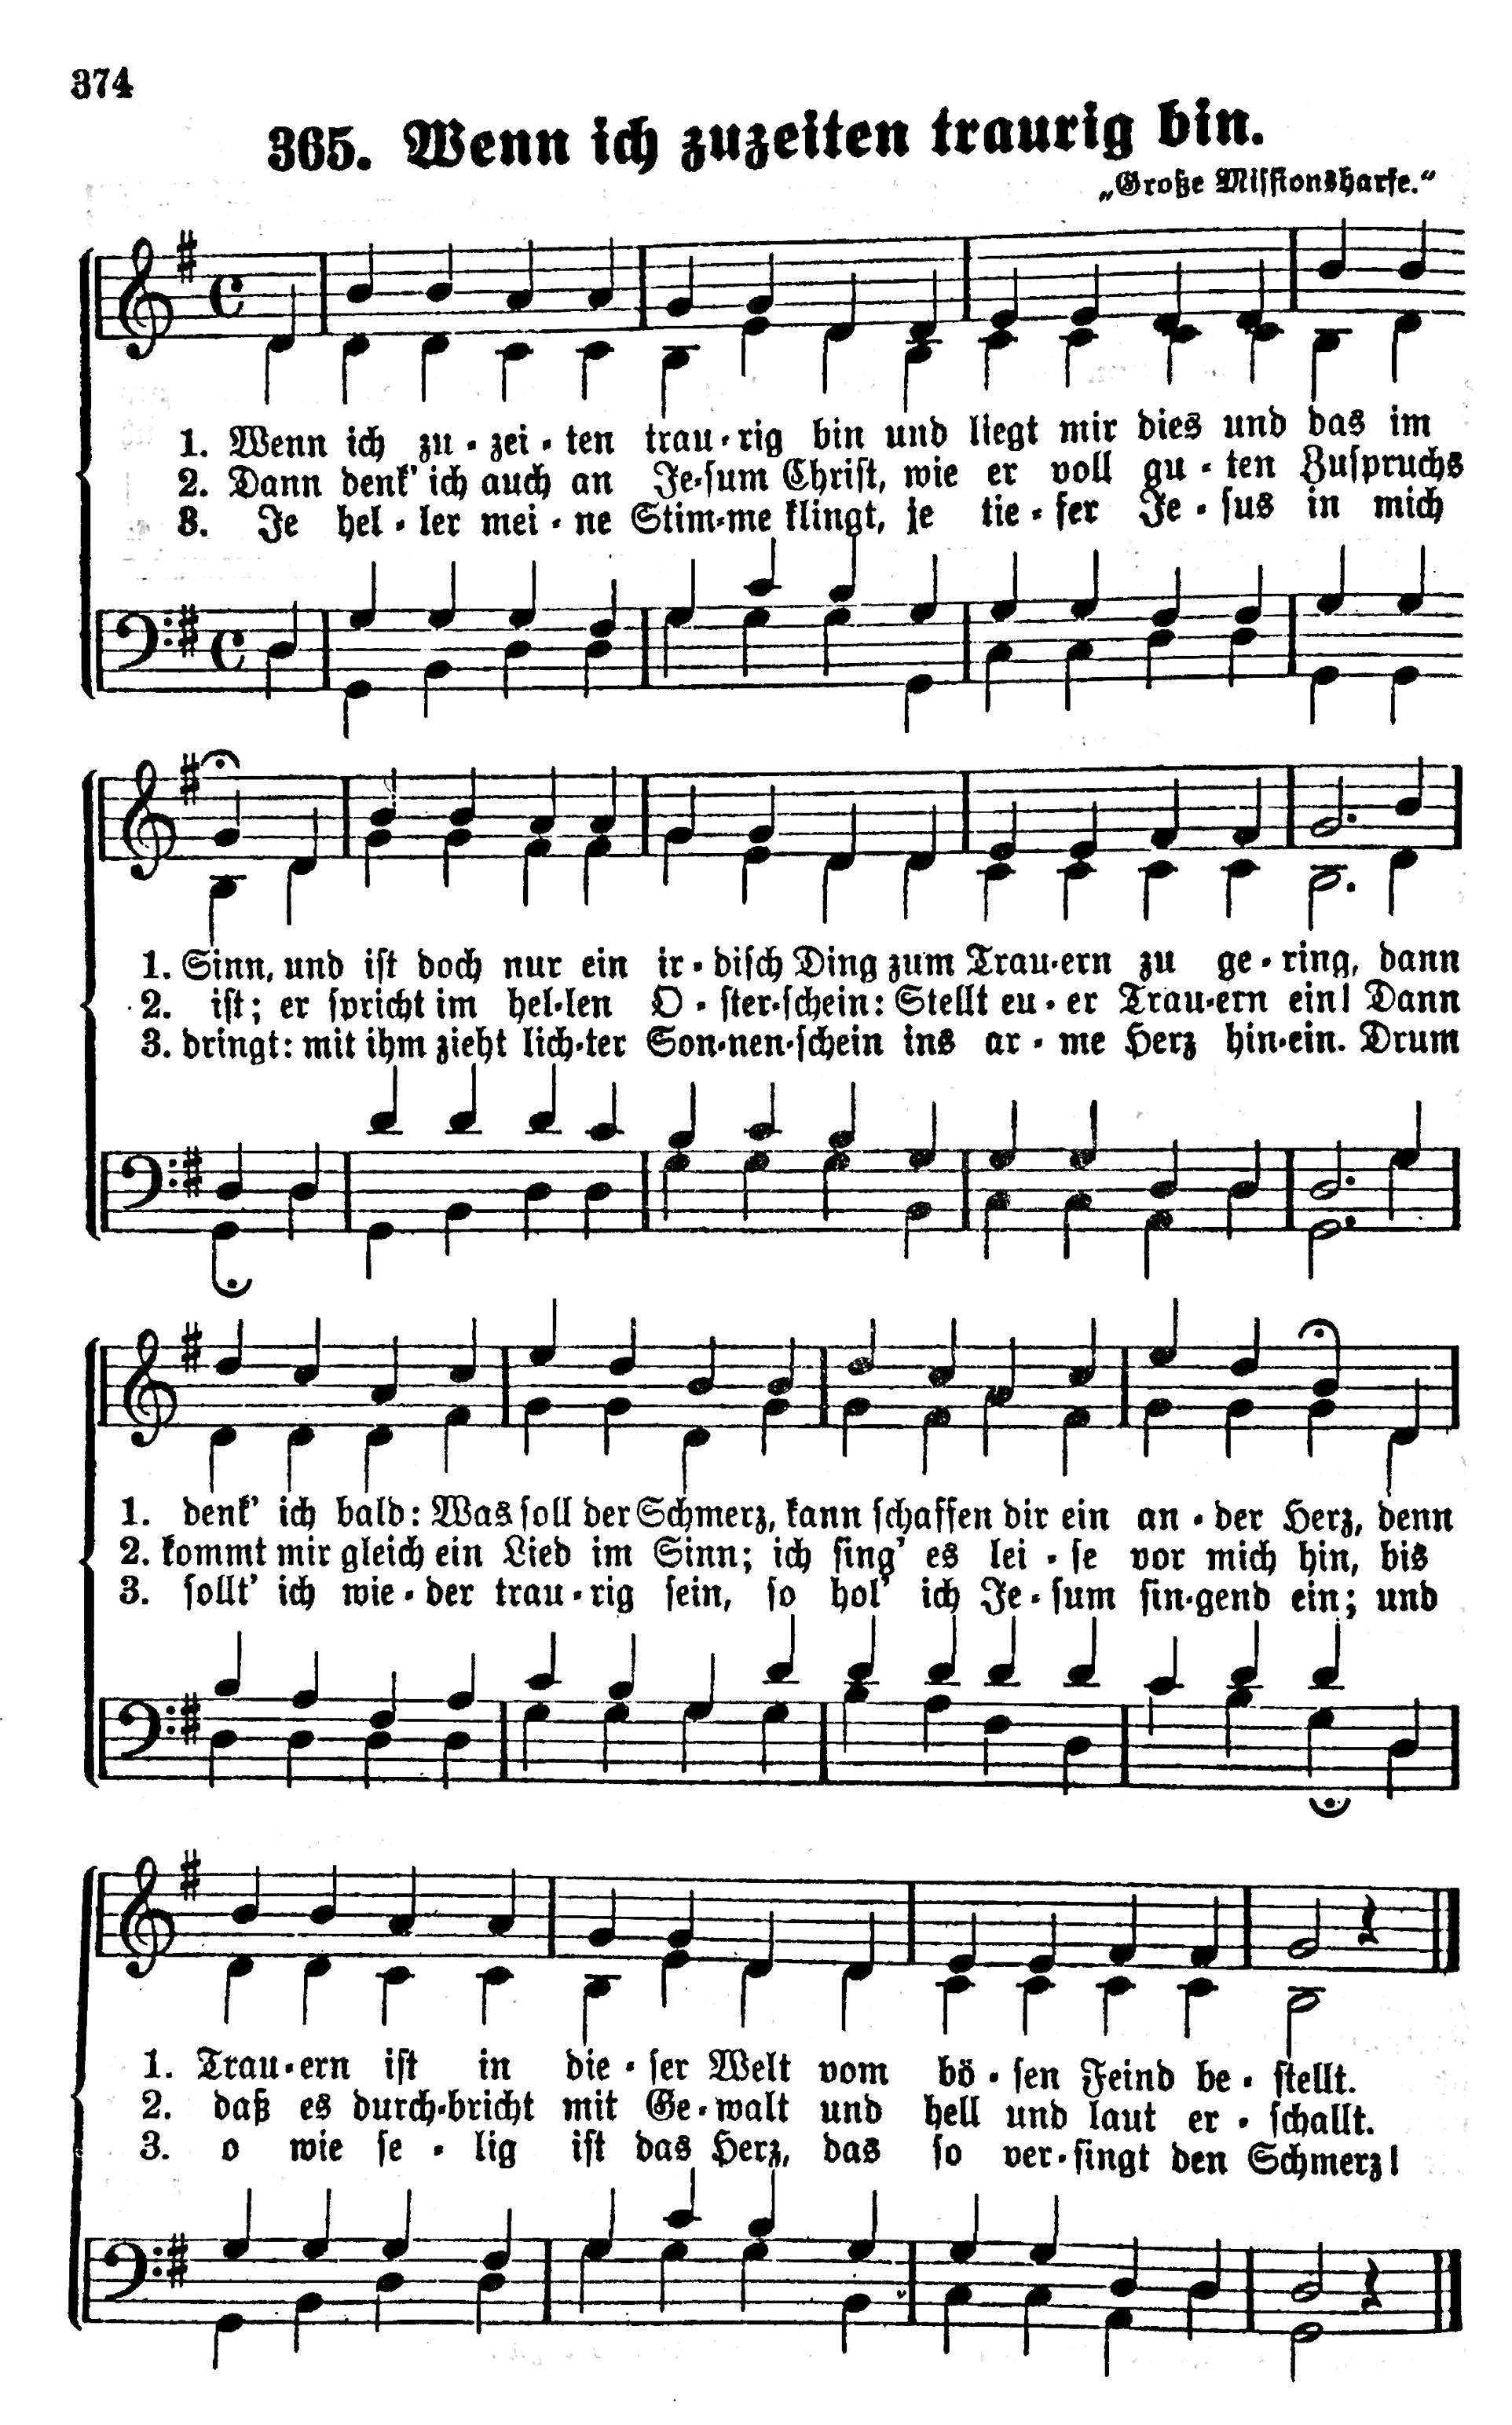 374
365. Wenn ich zuzeiten traurig bin.
„Große Missionsharfe.“
1. Wenn ich zu-zei-ten trau-rig bin und liegt mir dies und das im
2. Dann denk' ich auch an Je-sum Christ, wie er voll gu-ten Zuspruchs
3. Je hel-ler mei-ne Stim-me klingt, je tie-fer Je-sus in mich
1. Sinn, und ist doch nur ein ir-disch Ding zum Trau-ern zu ge-ring, dann
2. ist; er spricht im hel-len O-ster-schein: Stellt eu-er Trau-ern ein! Dann
3. dringt: mit ihm zieht lich-ter Son-nen-schein ins ar-me Herz hin-ein. Drum
1. denk' ich bald: Was soll der Schmerz, kann schaffen dir ein an-der Herz, denn
2. kommt mir gleich ein Lied im Sinn; ich sing' es lei-se vor mich hin, bis
3. sollt' ich wie-der trau-rig sein, so hol' ich Je-sum sin-gend ein; und
1. Trau-ern ist in die-ser Welt vom bö-sen Feind be-stellt.
2. daß es durch-bricht mit Ge-walt und hell und laut er-schallt.
3. o wie se-lig ist das Herz, das so ver-singt den Schmerz!